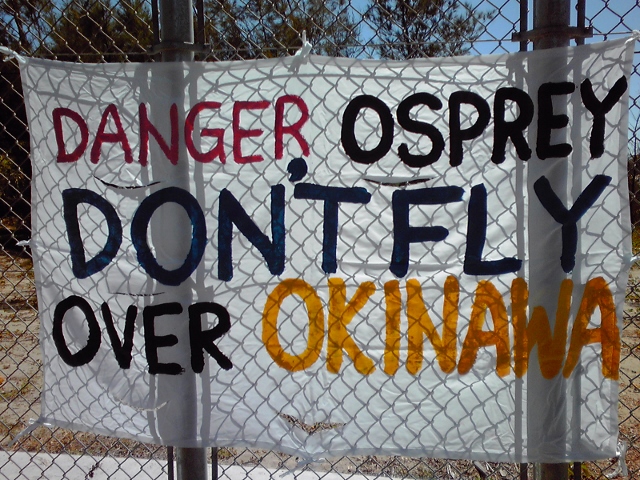 DANGER OSPREY
DON'T FLY
OVER OKINAWA